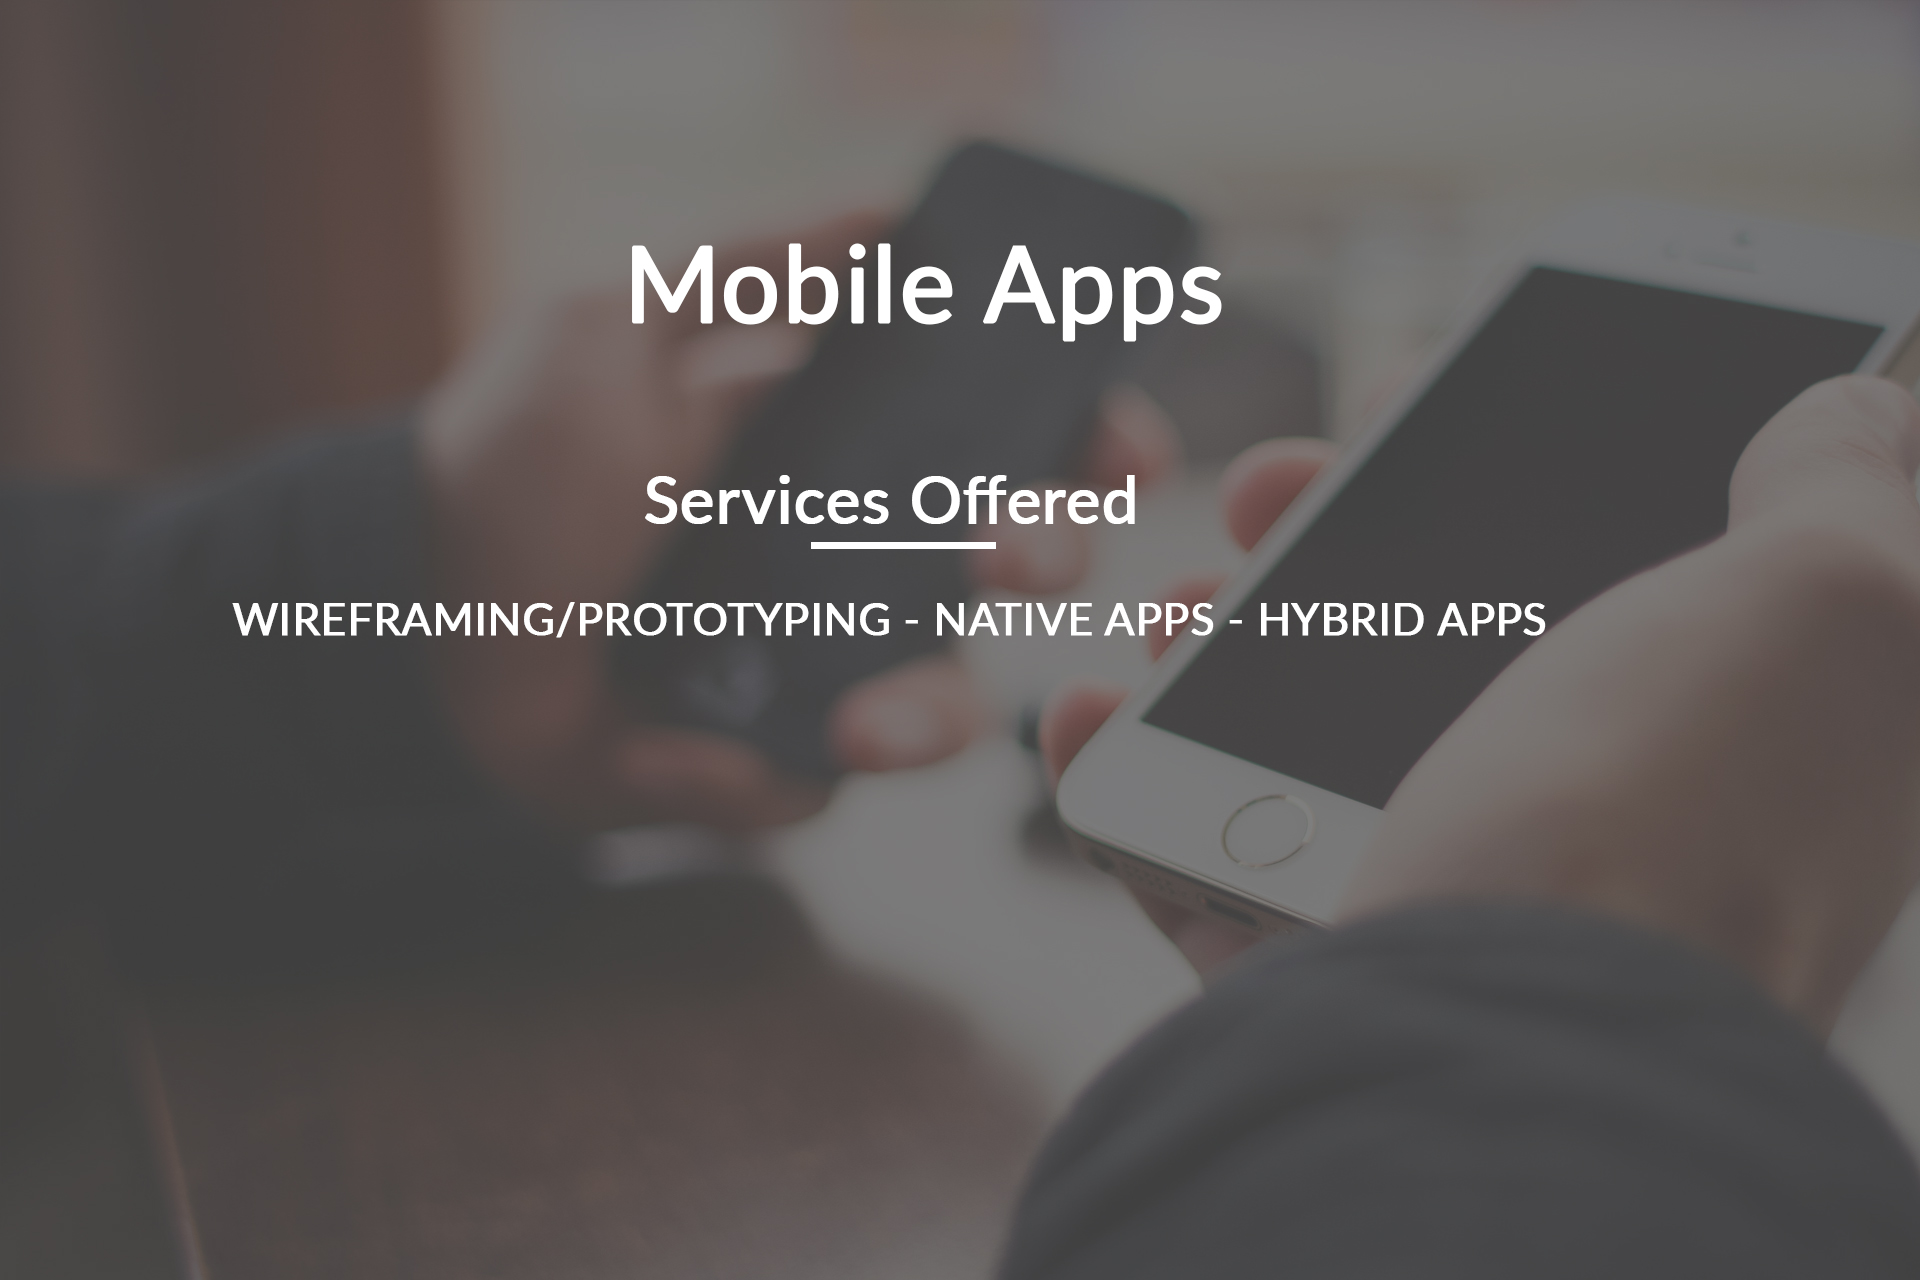 Mobile Apps
Services Offered
WIREFRAMING/PROTOTYPING - NATIVE APPS - HYBRID APPS